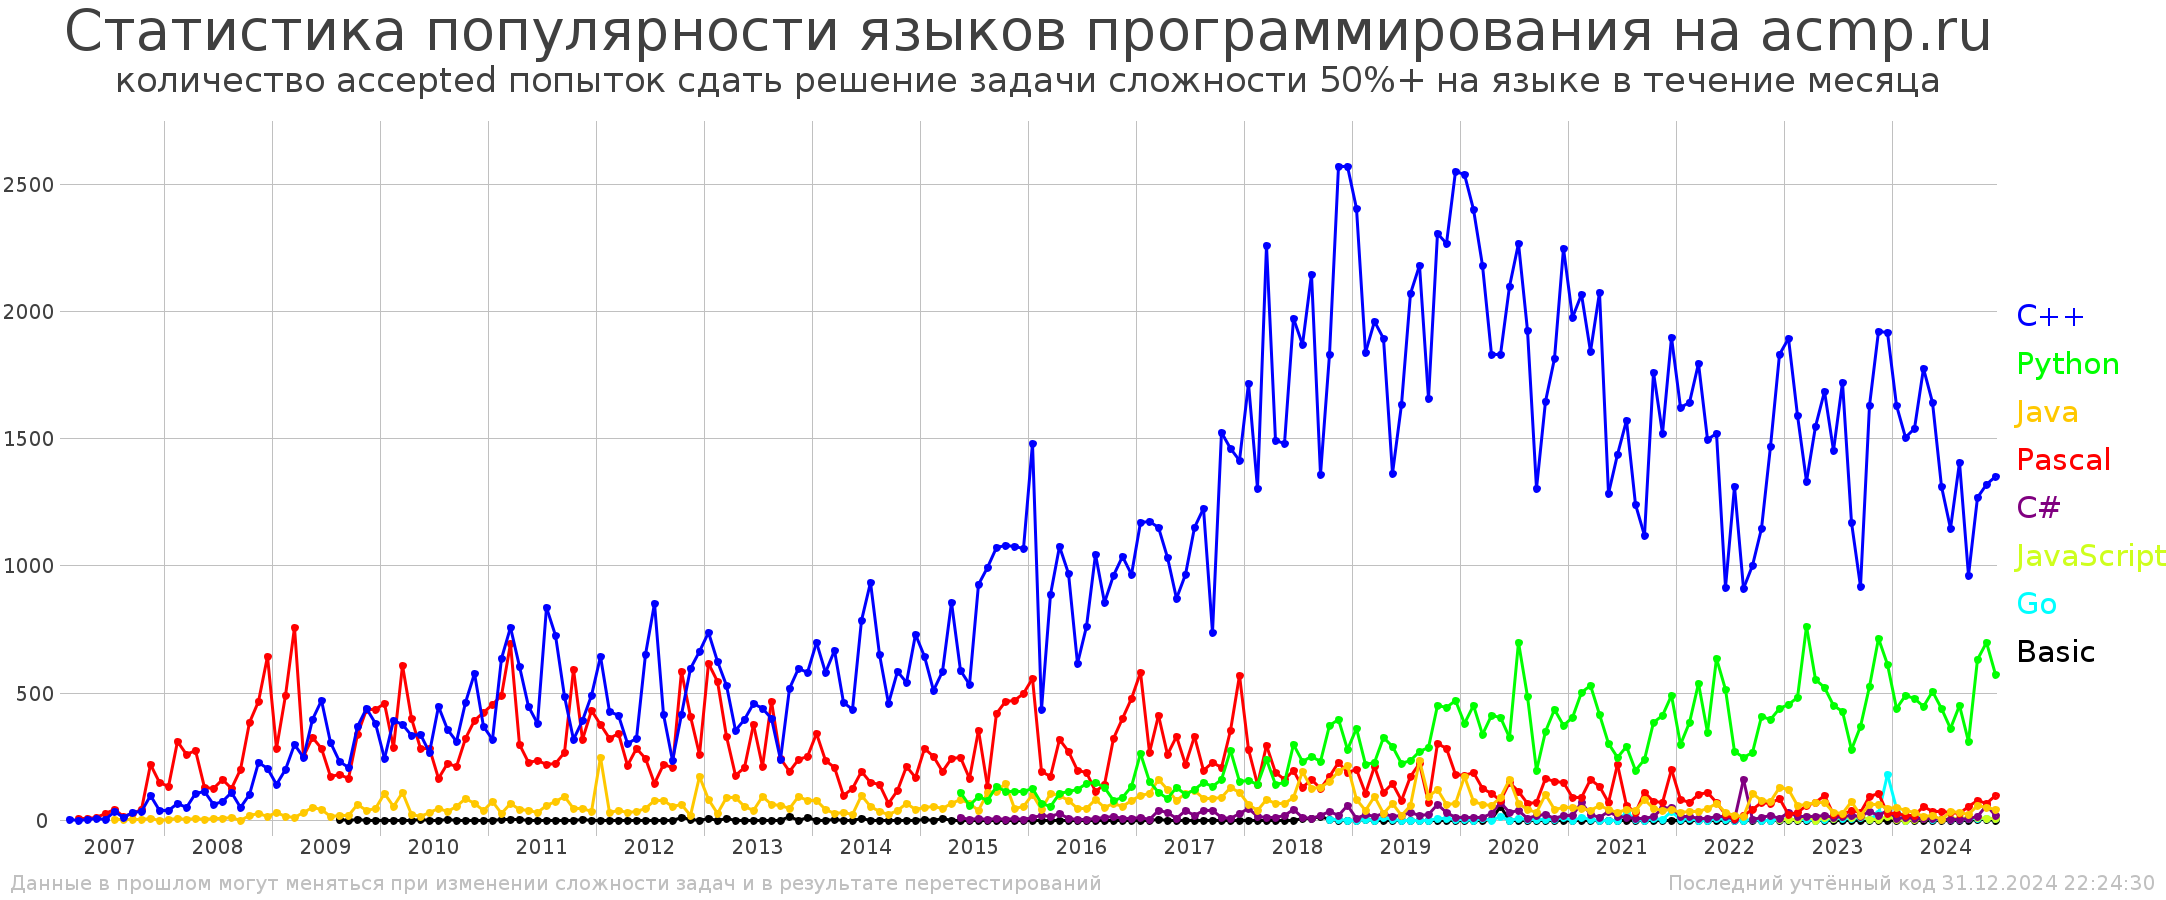 Статистика популярности языков программирования на acmp.ru
количество accepted попыток сдать решение задачи сложности 50%+ на языке в течение месяца
2500
2000
1500
1000
500
0
C++
Python
Java
Pascal
C#
JavaScript
Go
Basic
2007 2008 2009 2010 2011 2012 2013 2014 2015 2016 2017 2018 2019 2020 2021 2022 2023 2024
Данные в прошлом могут меняться при изменении сложности задач и в результате перетестирований
Последний учтённый код 31.12.2024 22:24:30